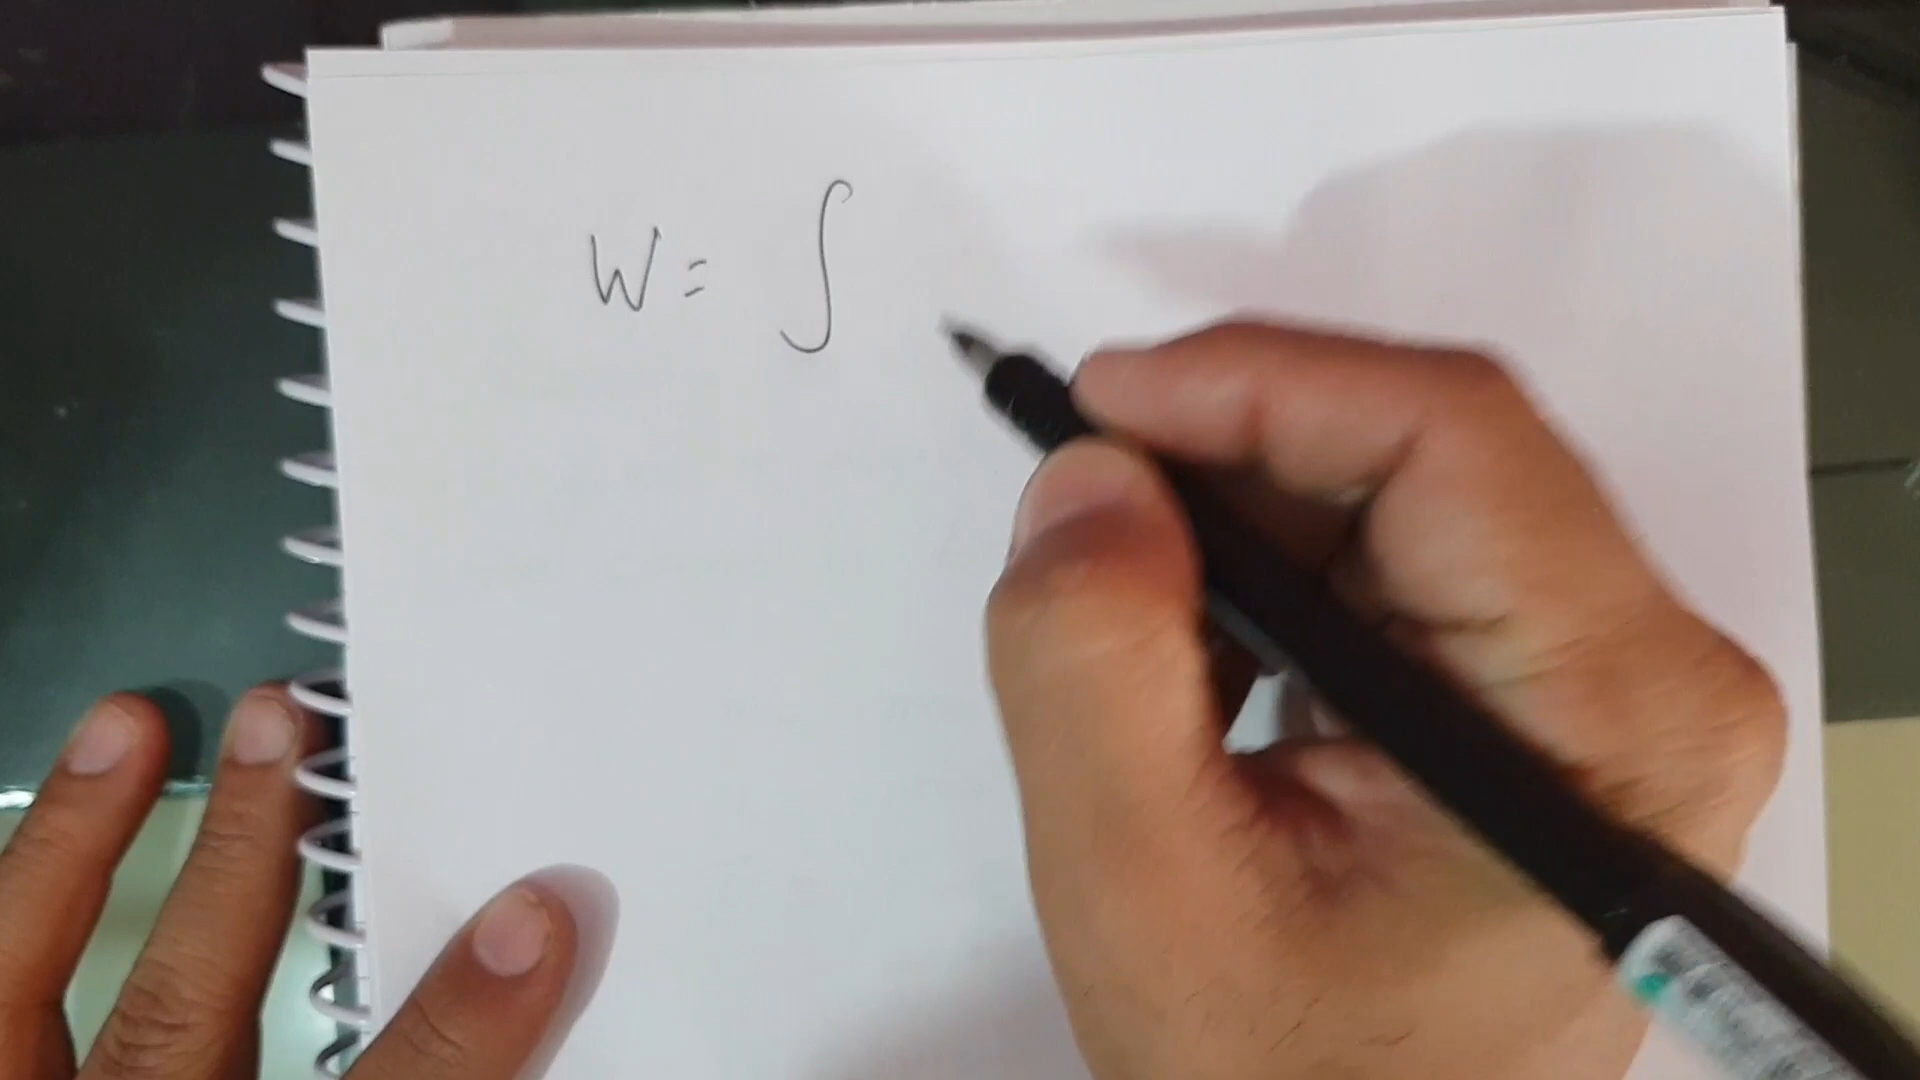 W = ∫